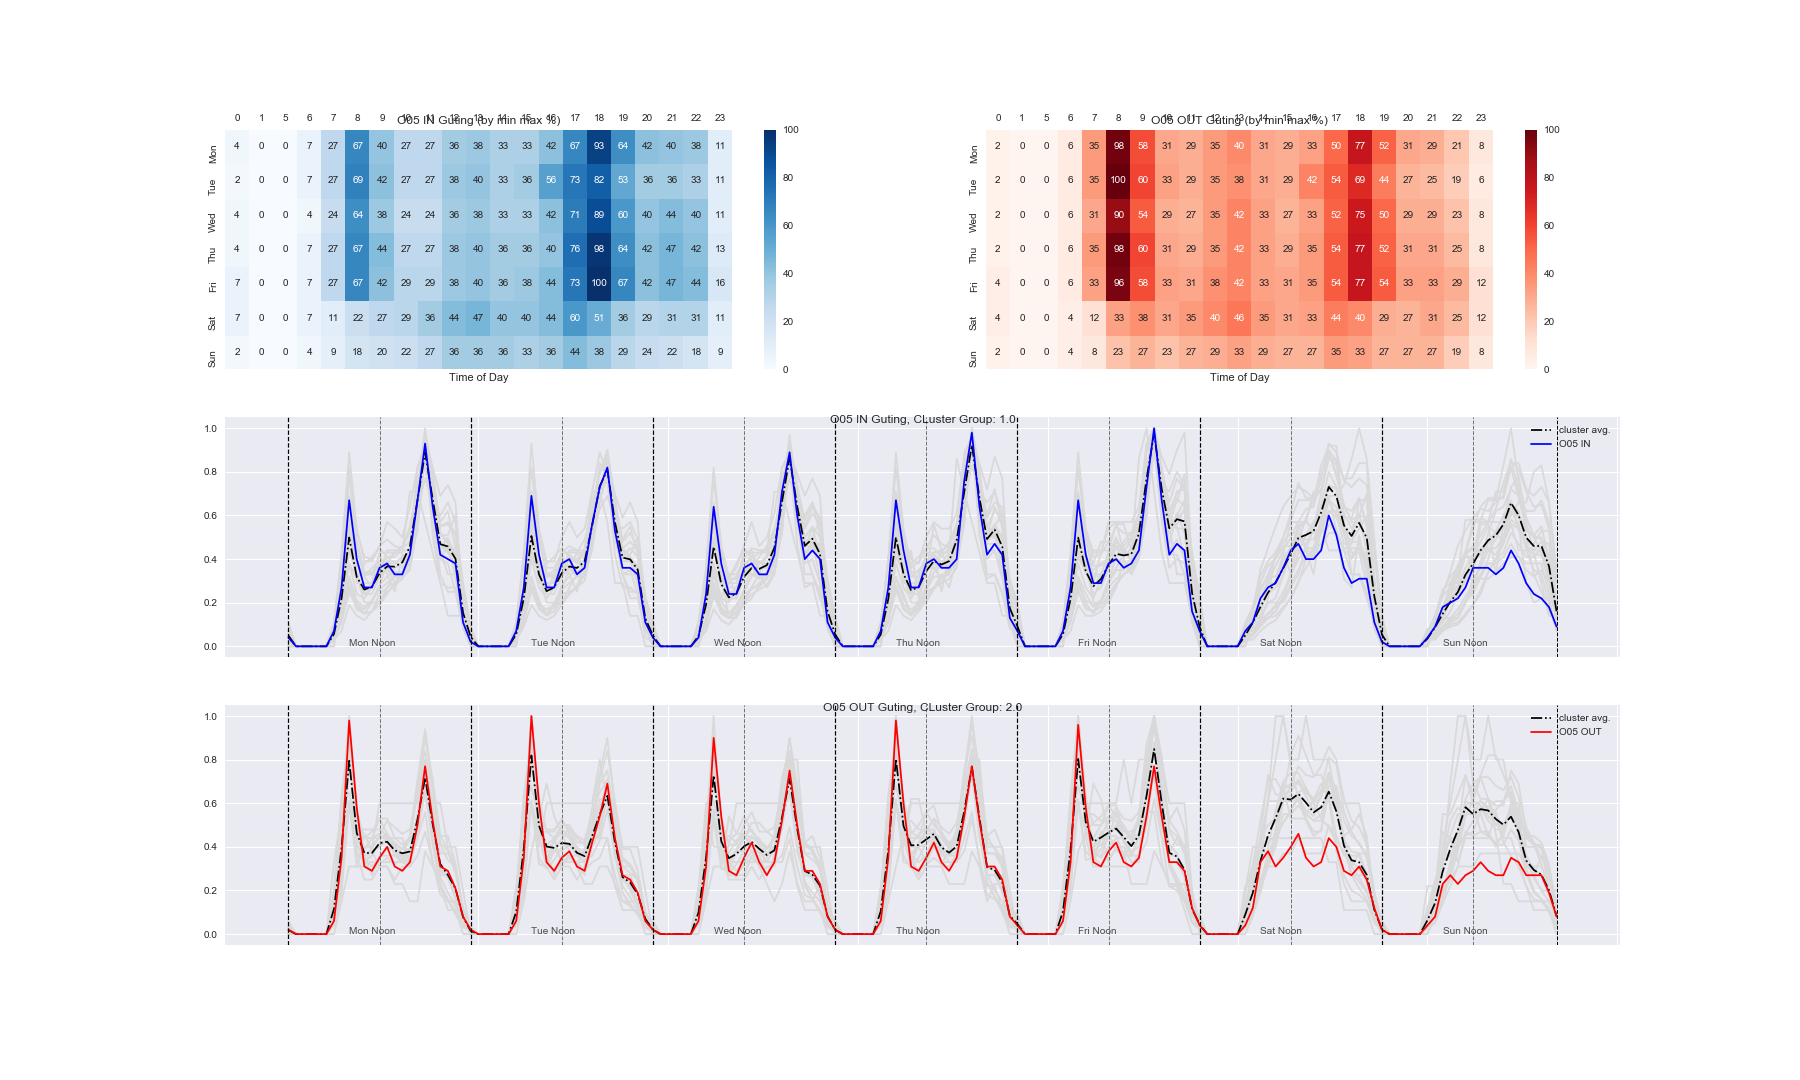 0 1 5 6 7 8 9 10 11 12 13 14 15 16 17 18 19 20 21 22 23
O05 IN Guting (by min max %)
Mon 4 0 0 7 27 67 40 27 27 36 38 33 33 42 67 93 64 42 40 38 11
Tue 2 0 0 7 27 69 42 27 27 38 40 33 36 56 73 82 53 36 36 33 11
Wed 4 0 0 4 24 64 38 24 24 36 38 33 33 42 71 89 60 40 44 40 11
Thu 4 0 0 7 27 67 44 27 27 38 40 36 36 40 76 98 64 42 47 42 13
Fri 7 0 0 7 27 67 42 29 29 38 40 36 38 44 73 100 67 42 47 44 16
Sat 7 0 0 7 11 22 27 29 36 44 47 40 40 44 60 51 36 29 31 31 11
Sun 2 0 0 4 9 18 20 22 27 36 36 36 33 36 44 38 29 24 22 18 9
Time of Day
100
80
60
40
20
0
0 1 5 6 7 8 9 10 11 12 13 14 15 16 17 18 19 20 21 22 23
O05 OUT Guting (by min max %)
Mon 2 0 0 6 35 98 58 31 29 35 40 31 29 33 50 77 52 31 29 21 8
Tue 2 0 0 6 35 100 60 33 29 35 38 31 29 42 54 69 44 27 25 19 6
Wed 2 0 0 6 31 90 54 29 27 35 42 33 27 33 52 75 50 29 29 23 8
Thu 2 0 0 6 35 98 60 31 29 35 42 33 29 35 54 77 52 31 31 25 8
Fri 4 0 0 6 33 96 58 33 31 38 42 33 31 35 54 77 54 33 33 29 12
Sat 4 0 0 4 12 33 38 31 35 40 46 35 31 33 44 40 29 27 31 25 12
Sun 2 0 0 4 8 23 27 23 27 29 33 29 27 27 35 33 27 27 27 19 8
Time of Day
100
80
60
40
20
0
O05 IN Guting, CLuster Group: 1.0
1.0
0.8
0.6
0.4
0.2
0.0
cluster avg.
O05 IN
Mon Noon Tue Noon Wed Noon Thu Noon Fri Noon Sat Noon Sun Noon
O05 OUT Guting, CLuster Group: 2.0
1.0
0.8
0.6
0.4
0.2
0.0
cluster avg.
O05 OUT
Mon Noon Tue Noon Wed Noon Thu Noon Fri Noon Sat Noon Sun Noon